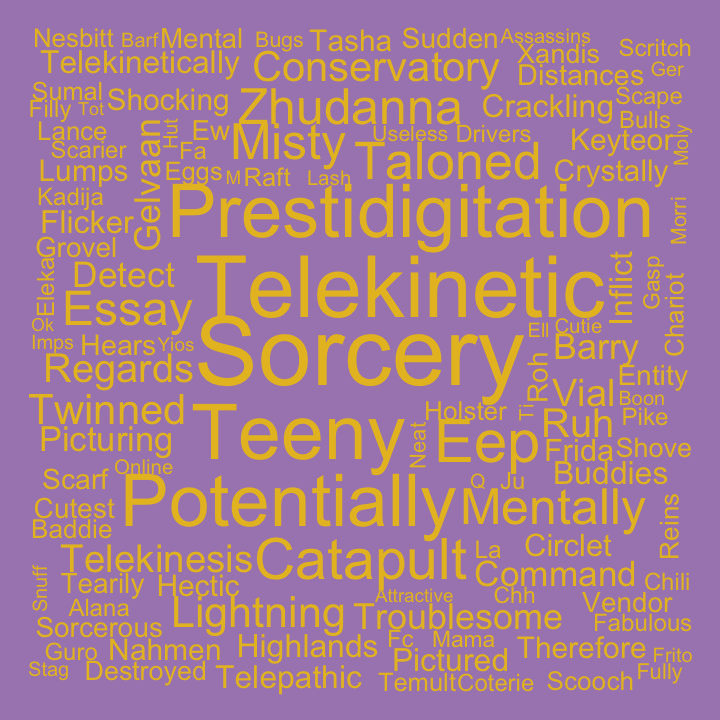 Nesbitt Barf Mental Bugs Tasha Sudden Assassins
Telekinetically Conservatory Xandis Scritch
Distances Ger
Sumal Shocking Zhudanna Crackling Scape
Filly Tot Bulls
Lance Hut Ew Misty Useless Drivers Keyteor Moly
Scarier Gelvaan Fa Taloned
Lumps Eggs M Raft Lash Crystally
Kadija Prestidigitation
Flicker Morri
Grovel
Eleka Detect Telekinetic Inflict Gasp Chariot
Essay
Ok Sorcery Ell Cutie
Imps Hears Yios Barry
Regards Roh Entity
Twinned Teeny Holster Ti Vial Boon
Picturing Neat Eep Ruh Pike
Frida Shove
Scarf Online Q Ju Buddies
Cutest Potentially Mentally Reins
Baddie
Telekinesis Catapult La Circlet
Snuff Tearily Hectic Command Chili
Alana Lightning Attractive Chh Vendor
Sorcerous Troublesome Fabulous
Guro Nahmen Highlands Fc Mama Therefore
Pictured Frito
Stag Destroyed Telepathic Temult Coterie Scooch Fully